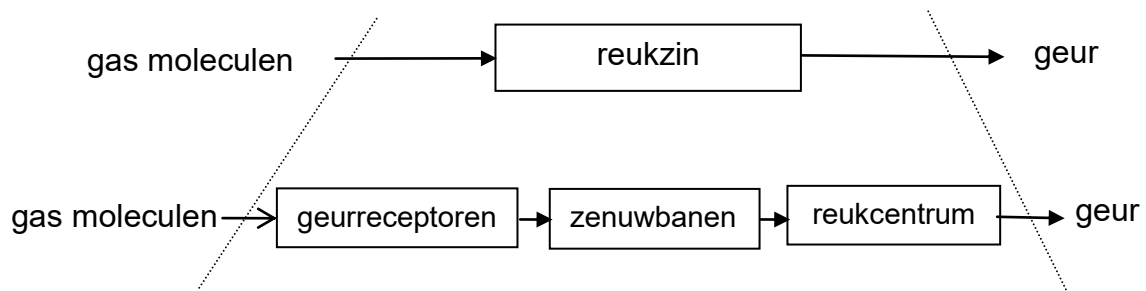 gas moleculen reukzin geur
gas moleculen geurreceptoren zenuwbanen reukcentrum geur